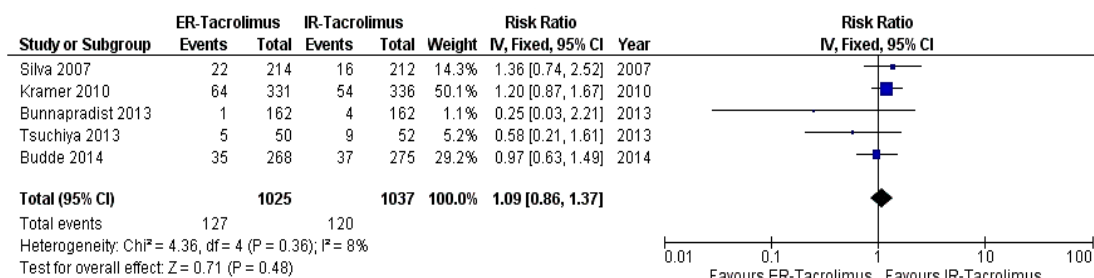 ER-Tacrolimus IR-Tacrolimus Risk Ratio Risk Ratio
Study or Subgroup Events Total Events Total Weight IV, Fixed, 95% CI Year IV, Fixed, 95% CI
Silva 2007 22 214 16 212 14.3% 1.36 [0.74, 2.52] 2007
Kramer 2010 64 331 54 336 50.1% 1.20 [0.87, 1.67] 2010
Bunnapradist 2013 1 162 4 162 1.1% 0.25 [0.03, 2.21] 2013
Tsuchiya 2013 5 50 9 52 5.2% 0.58 [0.21, 1.61] 2013
Budde 2014 35 268 37 275 29.2% 0.97 [0.63, 1.49] 2014
Total (95% CI) 1025 1037 100.0% 1.09 [0.86, 1.37]
Total events 127 120
Heterogeneity: Chi² = 4.36, df = 4 (P = 0.36); I² = 8%
Test for overall effect: Z = 0.71 (P = 0.48)
0.01 0.1 1 10 100
Favours ER-Tacrolimus Favours IR-Tacrolimus